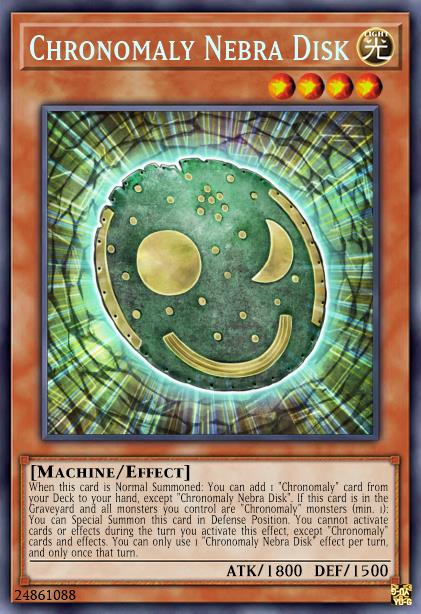 Chronomaly Nebra Disk
LIGHT
光
[Machine/Effect]
When this card is Normal Summoned: You can add 1 "Chronomaly" card from
your Deck to your hand, except "Chronomaly Nebra Disk". If this card is in the
Graveyard and all monsters you control are "Chronomaly" monsters (min. 1):
You can Special Summon this card in Defense Position. You cannot activate
cards or effects during the turn you activate this effect, except "Chronomaly"
cards and effects. You can only use 1 "Chronomaly Nebra Disk" effect per turn,
and only once that turn.
ATK/1800 DEF/1500
24861088